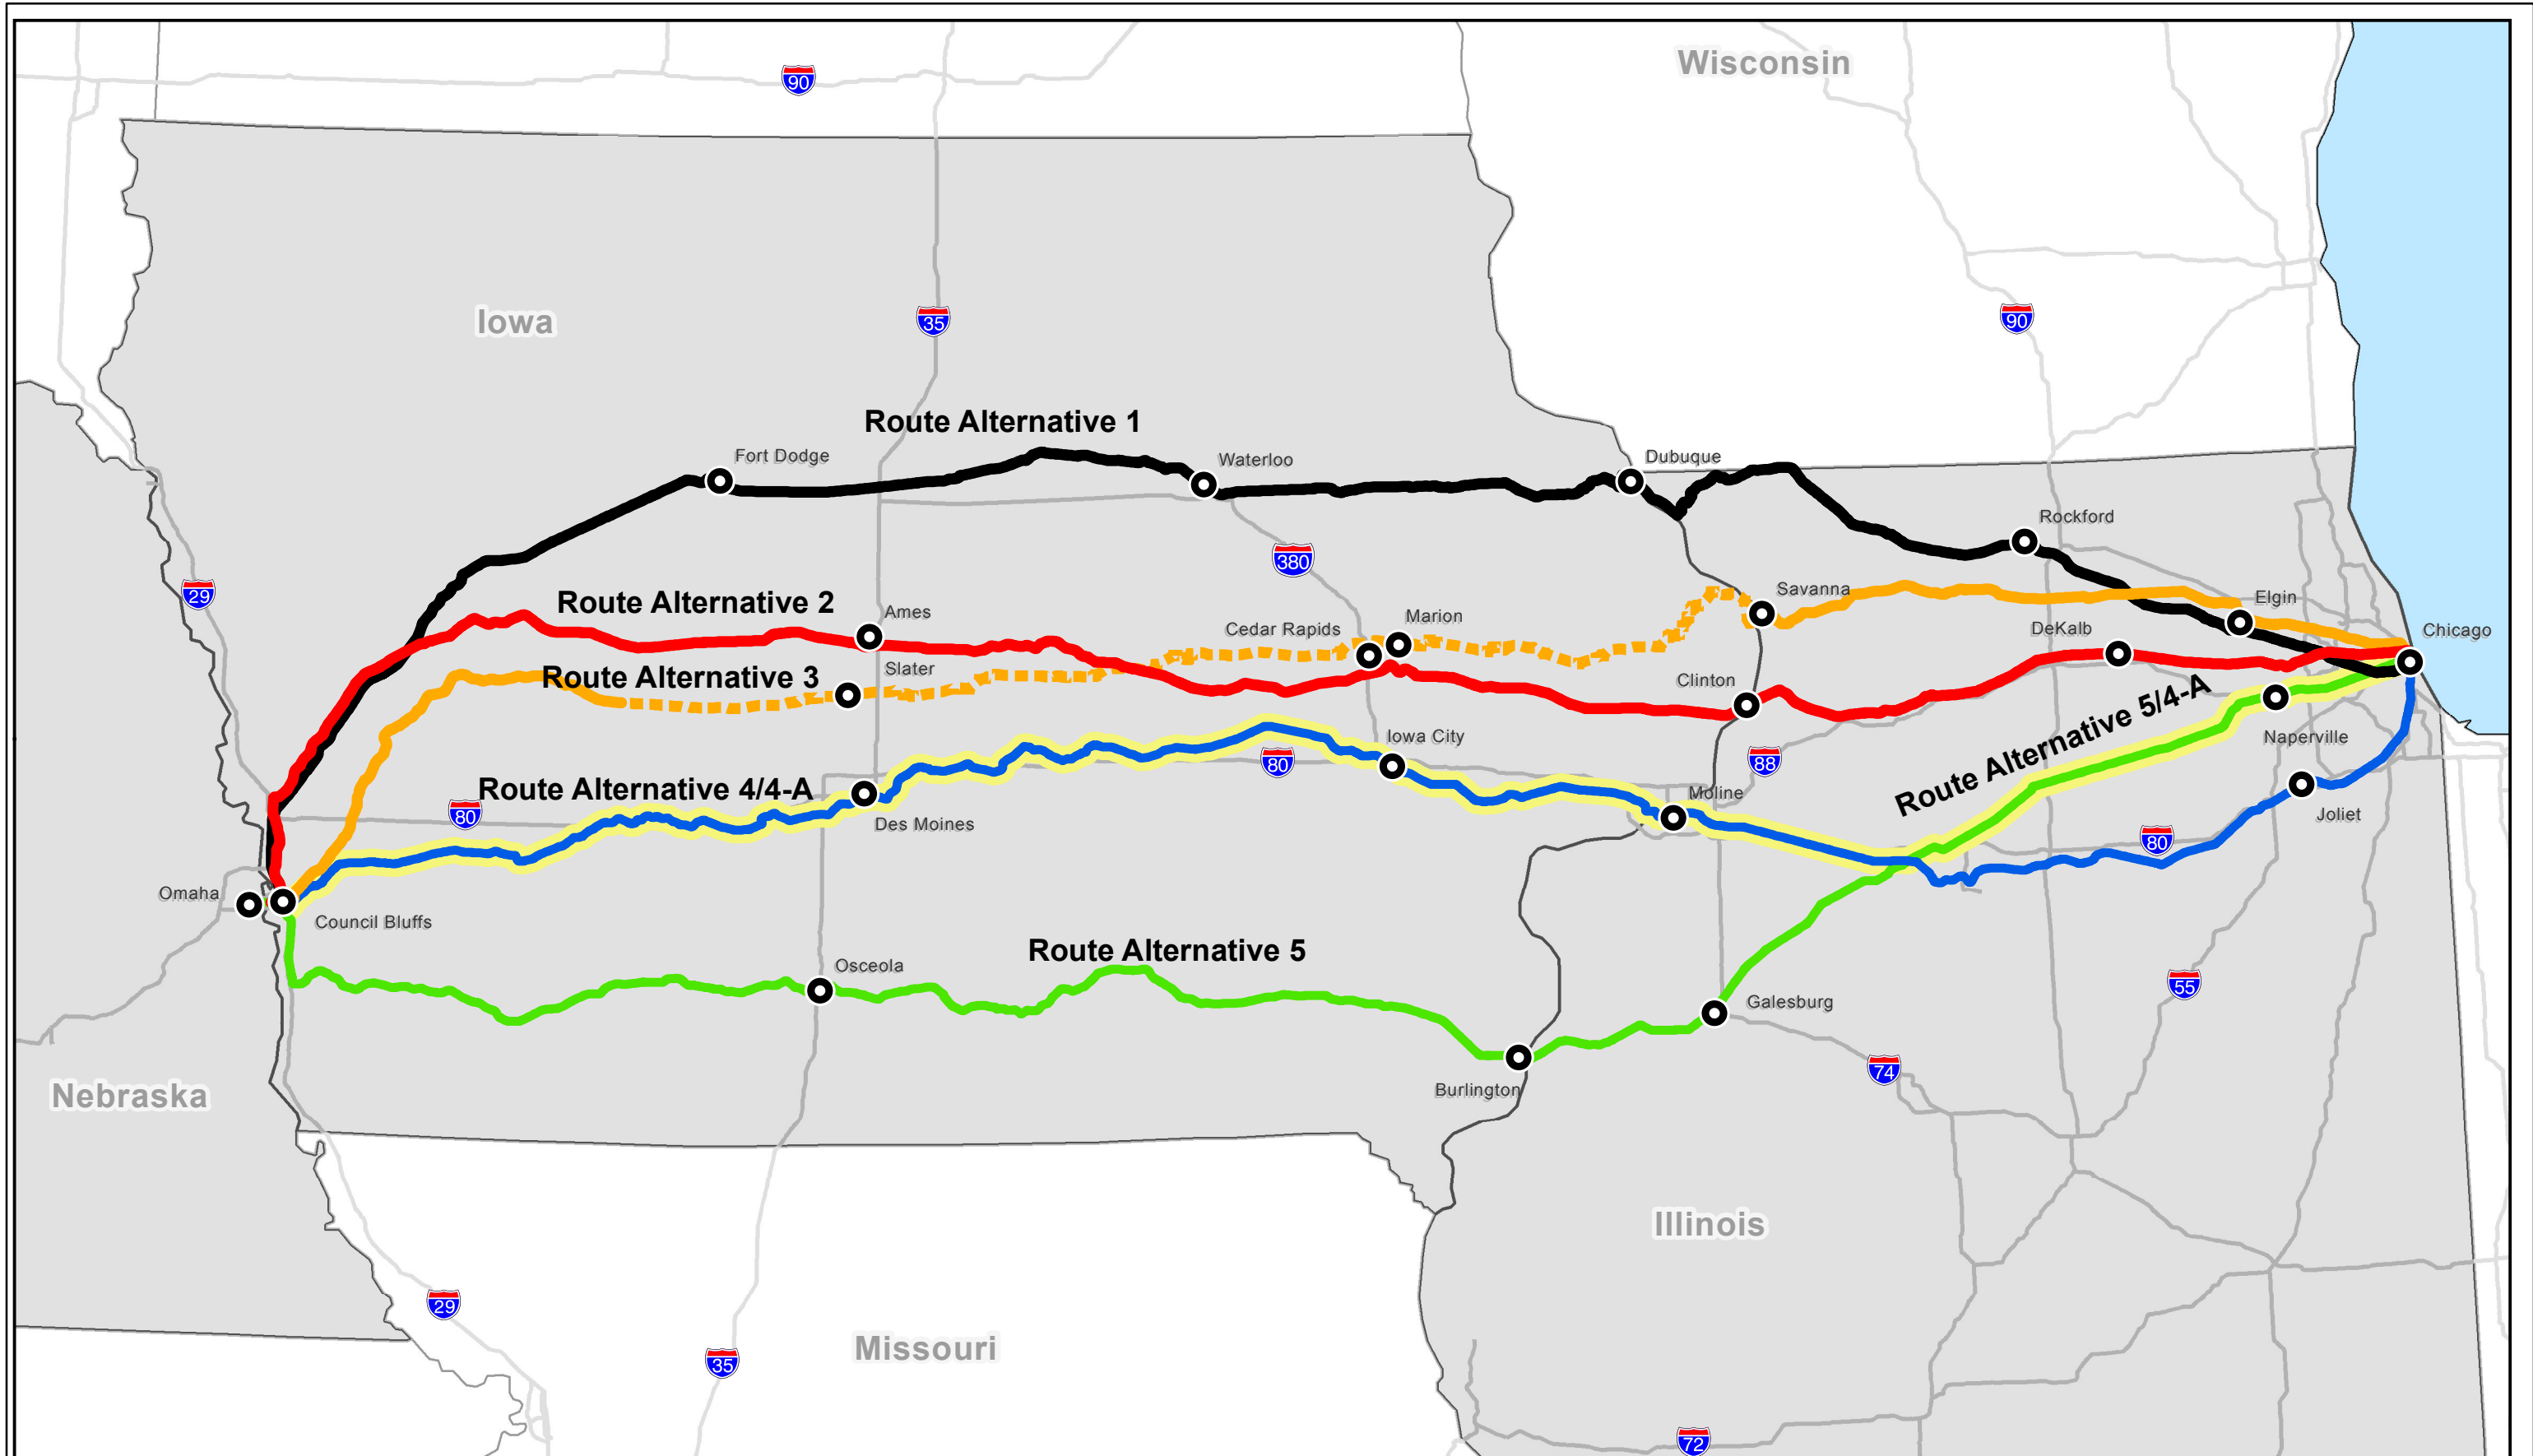 Wisconsin
90
Iowa
35
90
Route Alternative 1
Fort Dodge
Waterloo
Dubuque
Rockford
380
29
Savanna
Elgin
Route Alternative 2
Ames
Marion
Cedar Rapids
DeKalb
Chicago
Slater
Route Alternative 3
Clinton
Route Alternative 5/4-A
Iowa City
Naperville
80
88
Route Alternative 4/4-A
Moline
80
Des Moines
Joliet
80
Omaha
Council Bluffs
Route Alternative 5
Osceola
55
Galesburg
74
Burlington
Nebraska
Illinois
29
Missouri
35
72